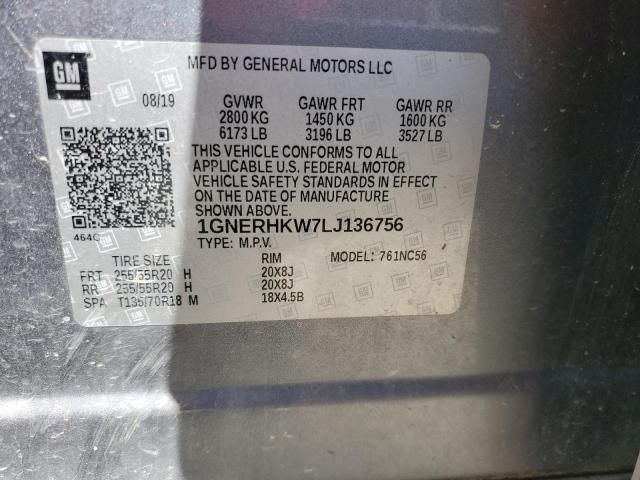 GM
MFD BY GENERAL MOTORS LLC
08/19 GVWR GAWR FRT GAWR RR
2800 KG 1450 KG 1600 KG
6173 LB 3196 LB 3527 LB
THIS VEHICLE CONFORMS TO ALL
APPLICABLE U.S. FEDERAL MOTOR
VEHICLE SAFETY STANDARDS IN EFFECT
ON THE DATE OF MANUFACTURE
SHOWN ABOVE.
464C
1GNERHKW7LJ136756
TYPE: M.P.V. MODEL: 761NC56
TIRE SIZE RIM
FRT 255/55R20 H 20X8J
RR 255/55R20 H 20X8J
SPA T135/70R18 M 18X4.5B